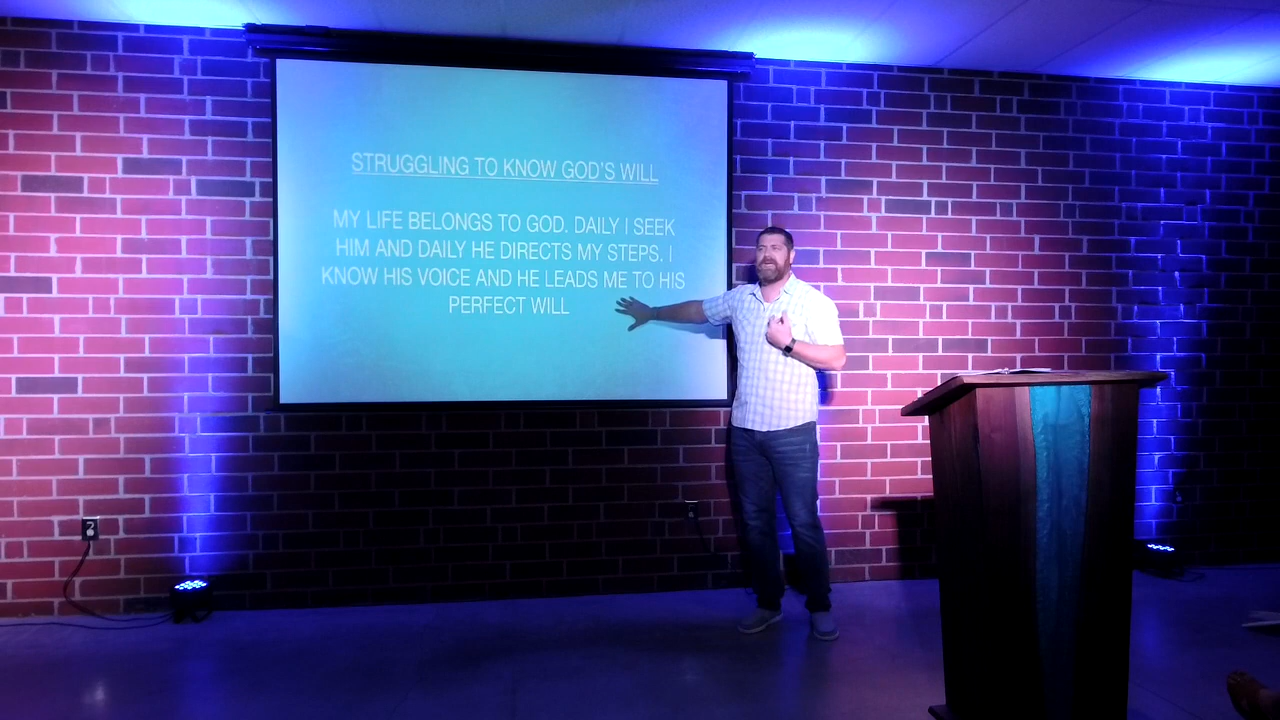 STRUGGLING TO KNOW GOD'S WILL
MY LIFE BELONGS TO GOD. DAILY I SEEK
HIM AND DAILY HE DIRECTS MY STEPS. I
KNOW HIS VOICE AND HE LEADS ME TO HIS
PERFECT WILL